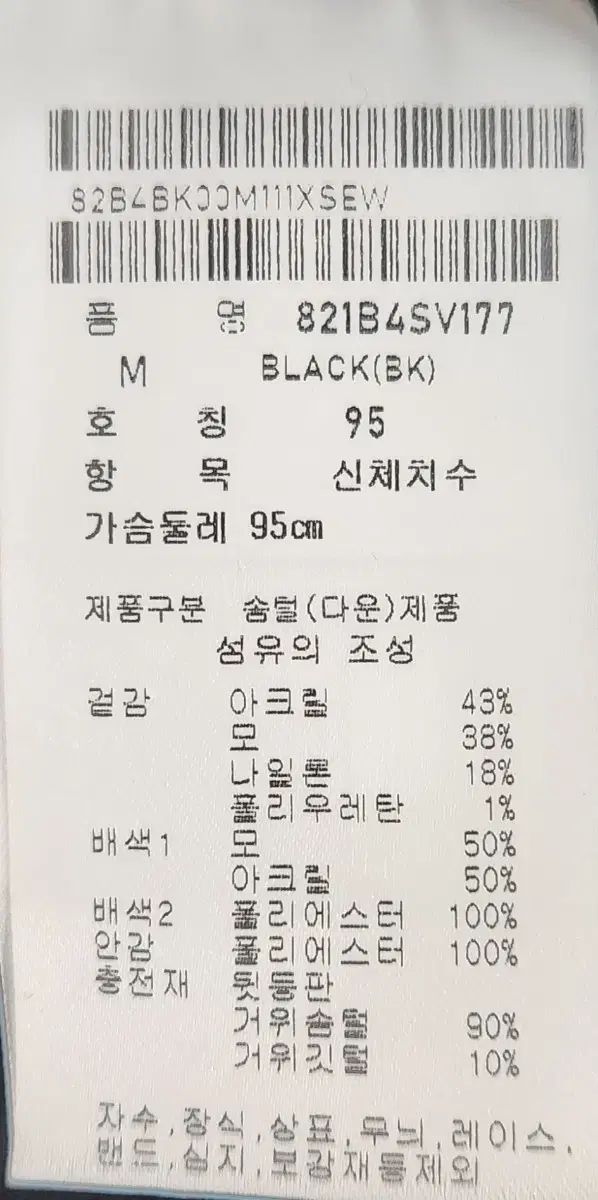 82B4BK00M111XSEW
품 명 821B4SV177
M BLACK(BK)
호 칭 95
항 목 신체치수
가슴둘레 95cm
제품구분 솜털(다운)제품
섬유의 조성
겉감 아크릴 43%
모 38%
나일론 18%
폴리우레탄 1%
배색1 모 50%
아크릴 50%
배색2 폴리에스터 100%
안감 폴리에스터 100%
충전재 뒷등판
거위솜털 90%
거위깃털 10%
자수,장식,상표,무늬,레이스,
밴드,심지,보강재등제외